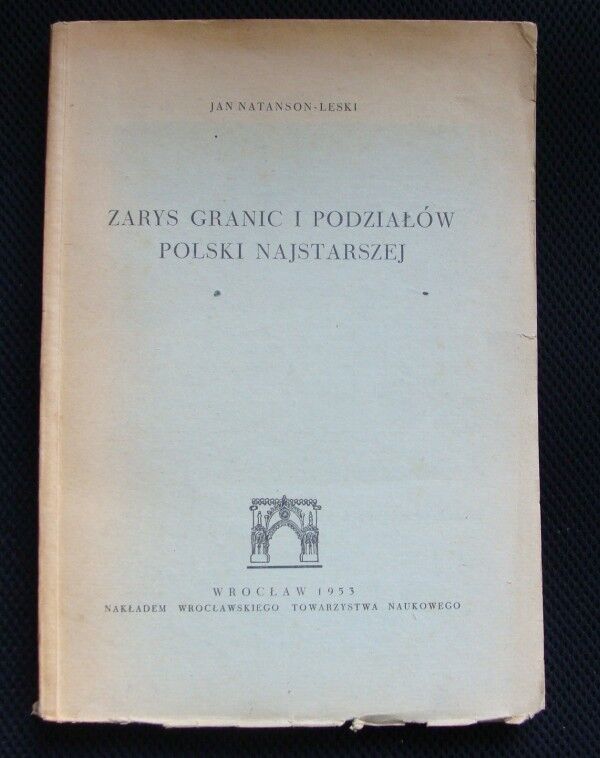 JAN NATANSON-LESKI
ZARYS GRANIC I PODZIAŁÓW
POLSKI NAJSTARSZEJ
WROCŁAW 1953
NAKŁADEM WROCŁAWSKIEGO TOWARZYSTWA NAUKOWEGO